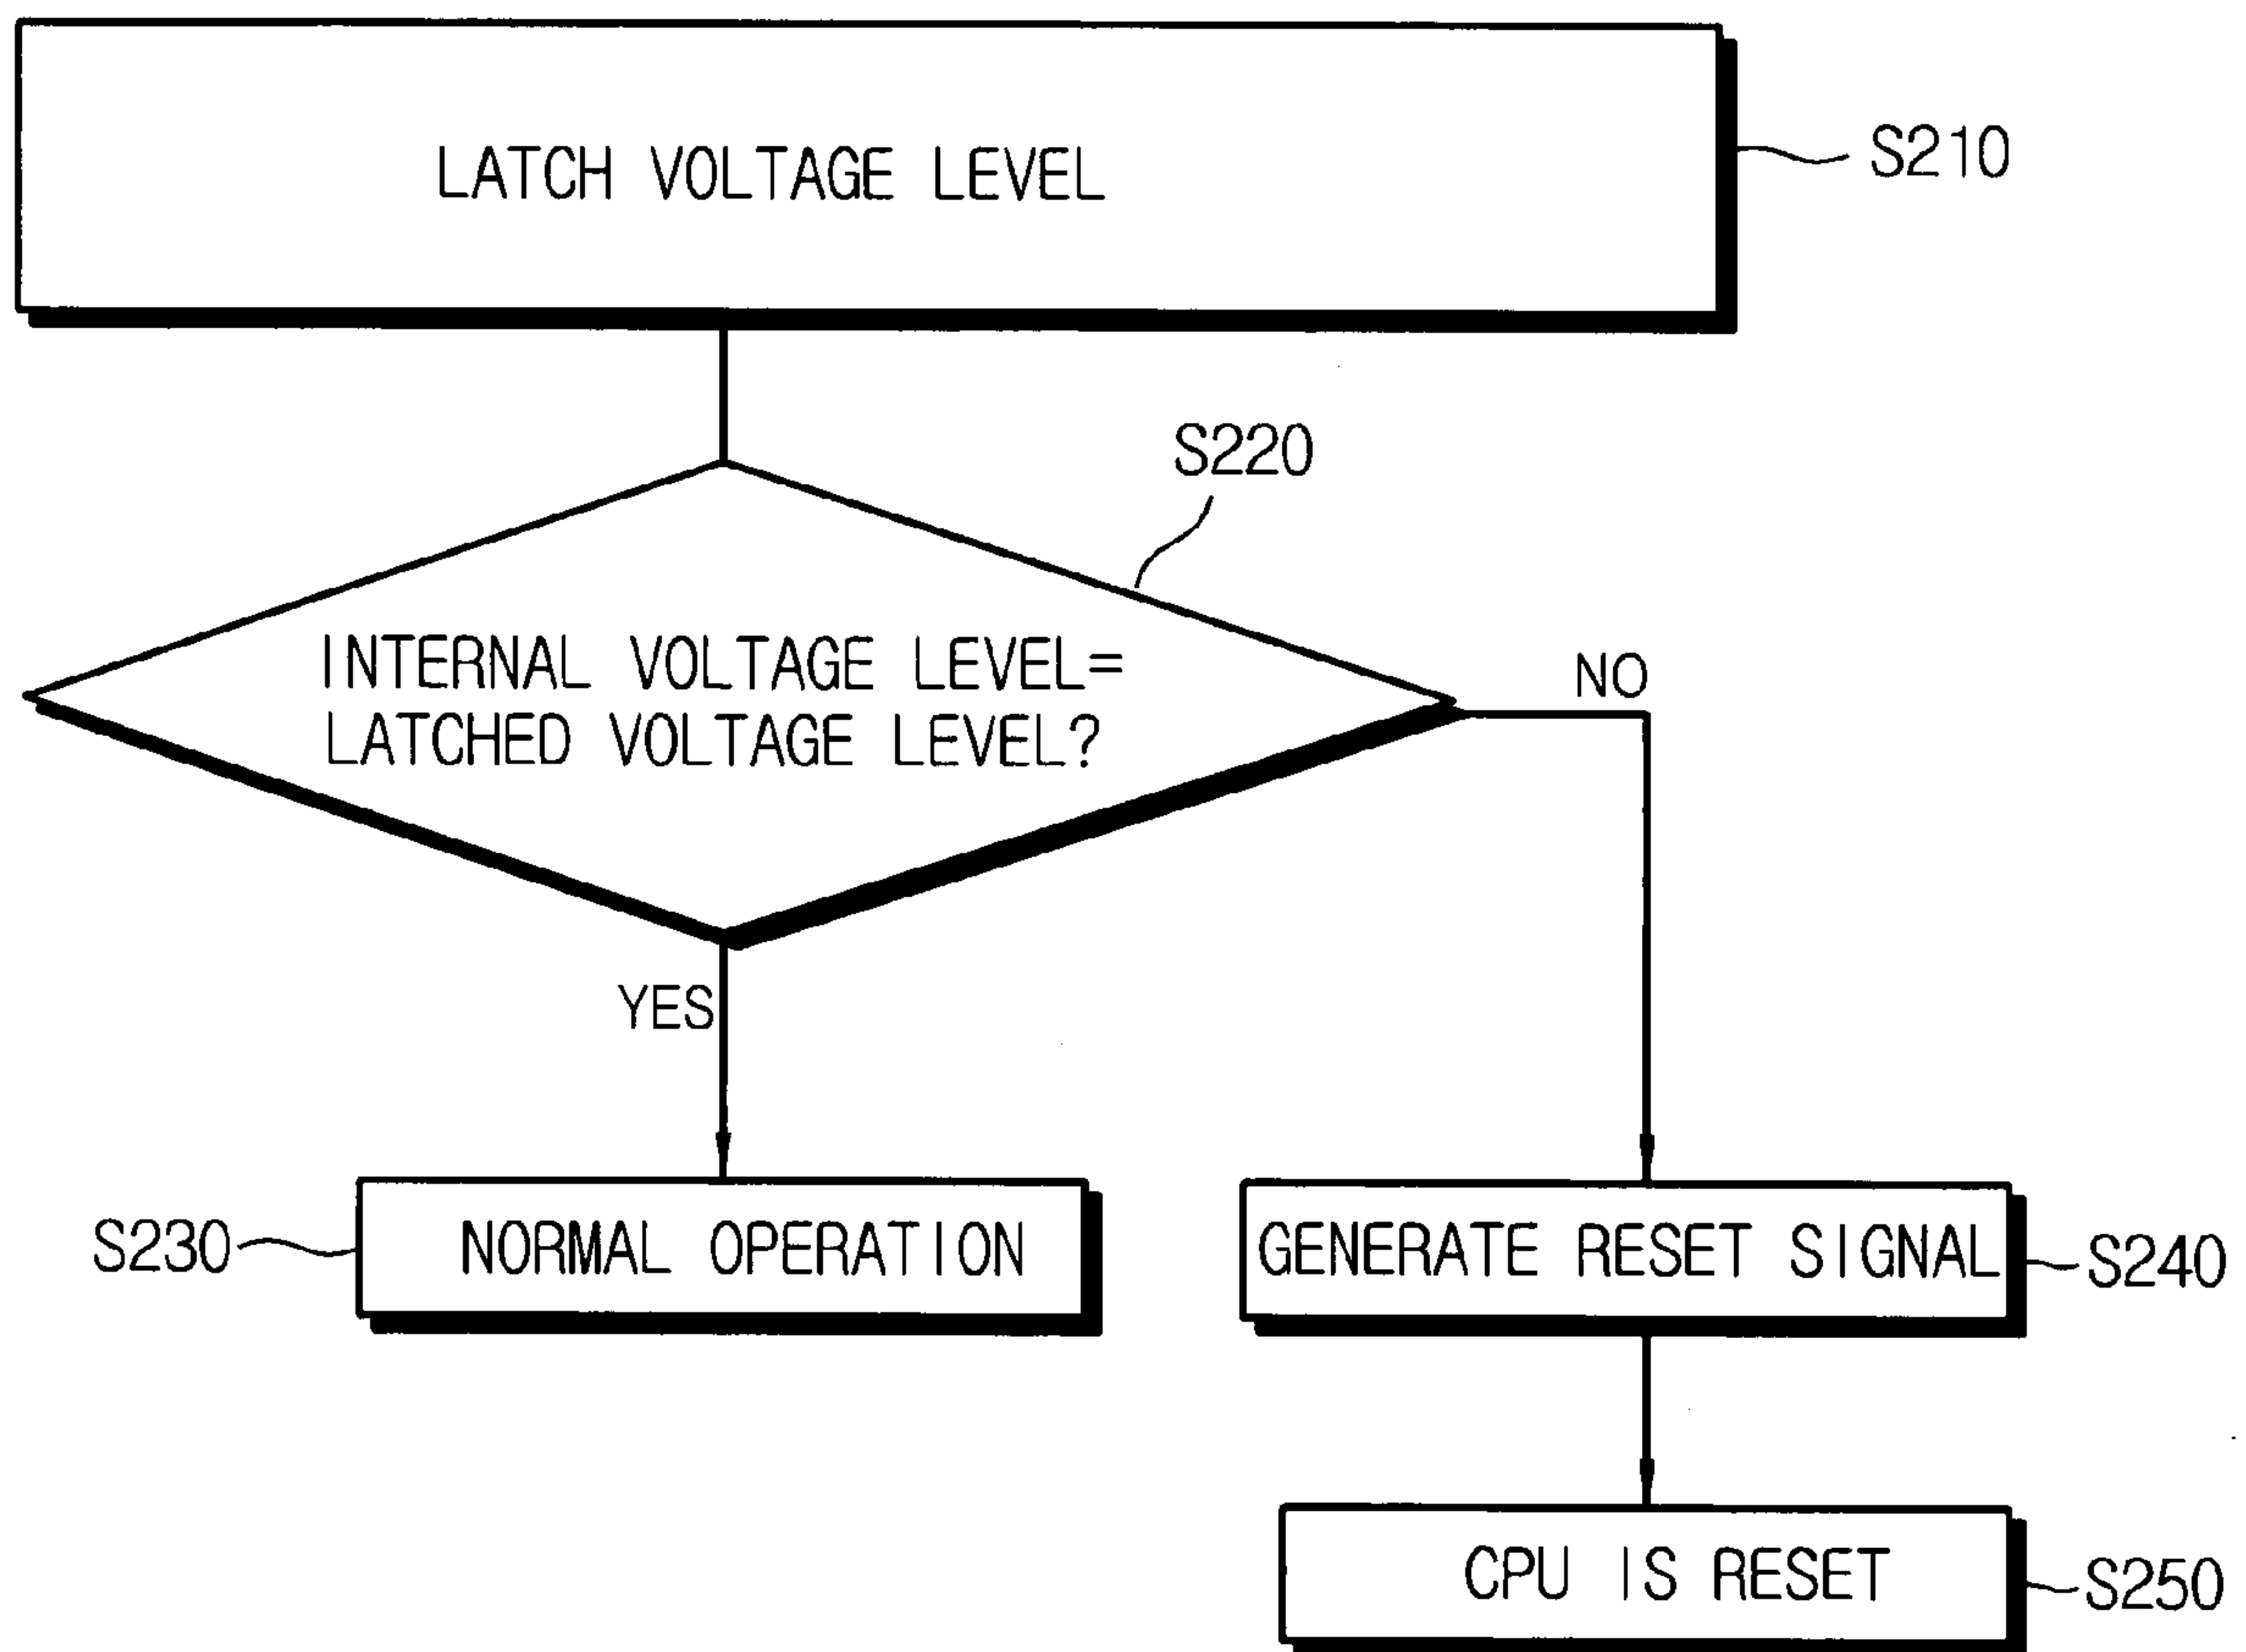 LATCH VOLTAGE LEVEL
S210
S220
INTERNAL VOLTAGE LEVEL=
LATCHED VOLTAGE LEVEL?
NO
YES
S230
NORMAL OPERATION
GENERATE RESET SIGNAL
S240
CPU IS RESET
S250